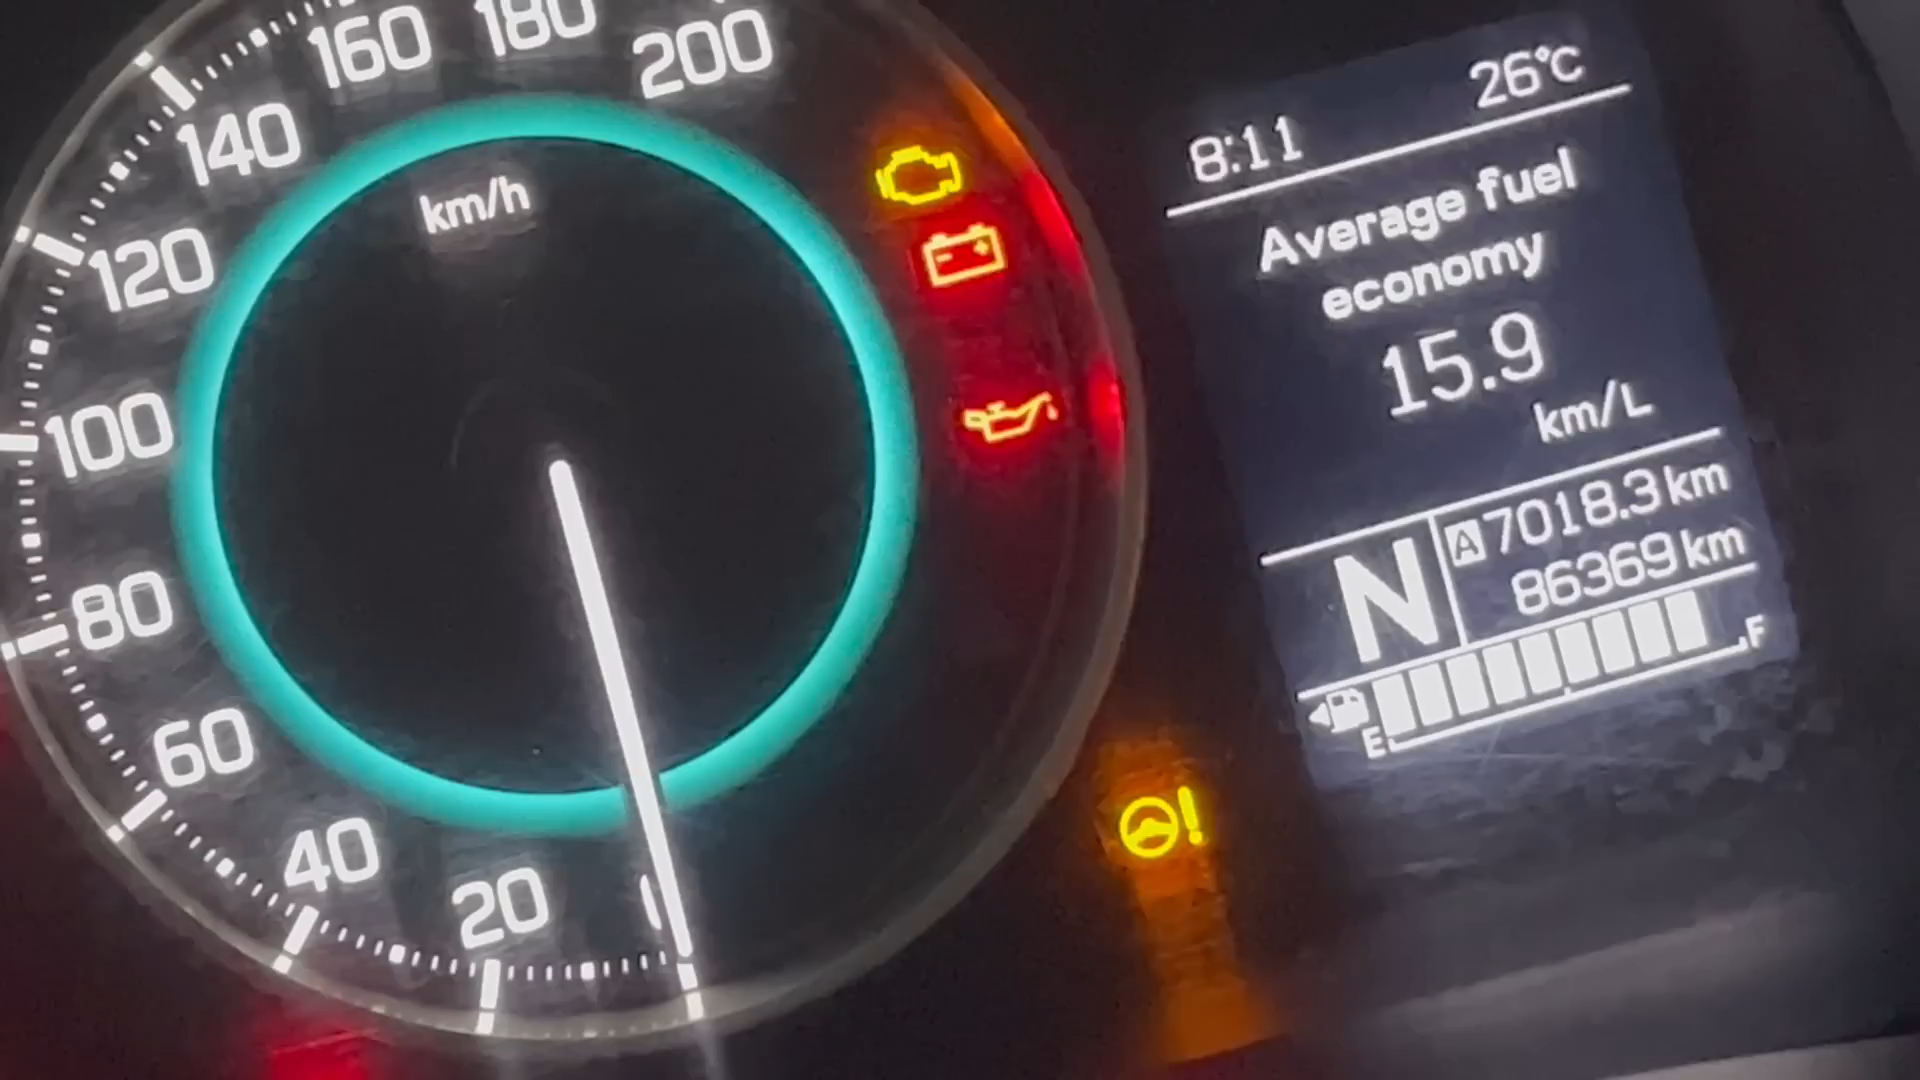 200
180
160
140
120
100
80
60
40
20
km/h
8:11 26°C
Average fuel
economy
15.9
km/L
N
A 7018.3 km
86369 km
E F